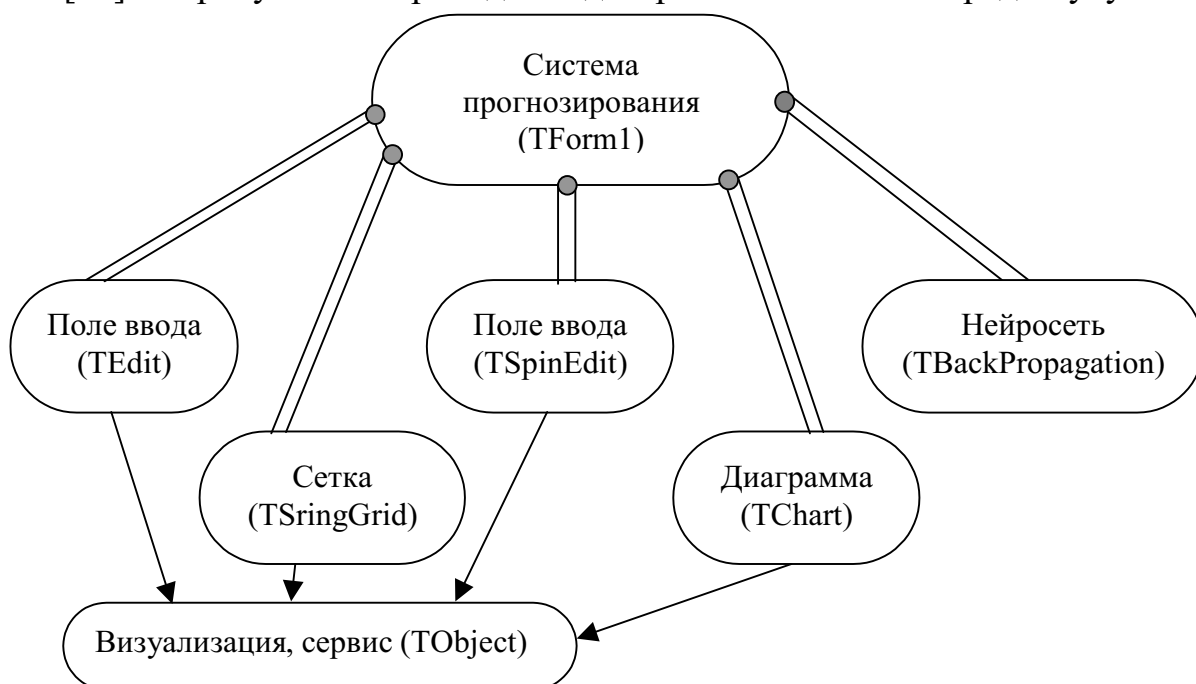 Система
прогнозирования
(TForm1)
Поле ввода
(TEdit)
Поле ввода
(TSpinEdit)
Нейросеть
(TBackPropagation)
Сетка
(TSringGrid)
Диаграмма
(TChart)
Визуализация, сервис (TObject)